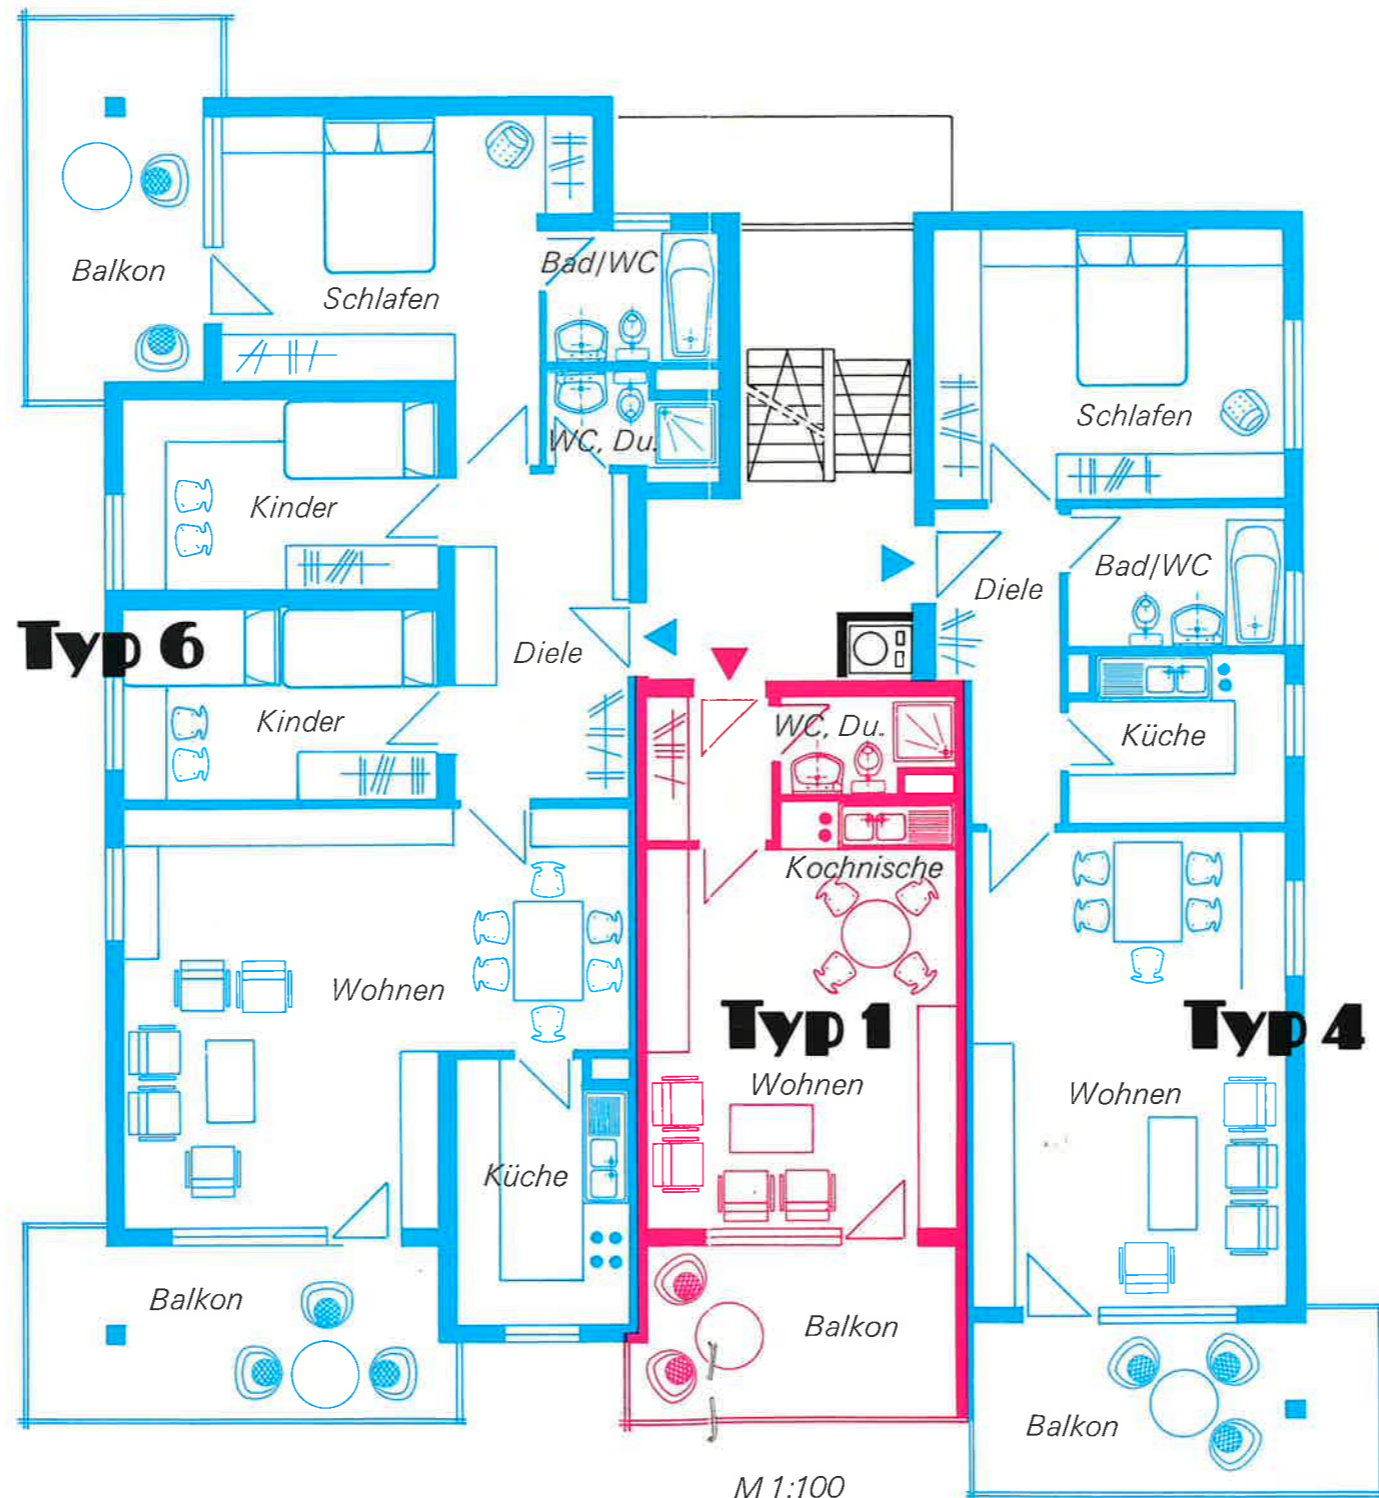 Balkon
Schlafen
Bad/WC
WC, Du.
Kinder
Typ 6
Diele
Kinder
Wohnen
Küche
Balkon
WC, Du.
Kochnische
Typ 1
Wohnen
Balkon
Schlafen
Diele
Bad/WC
Küche
Typ 4
Wohnen
Balkon
M 1:100